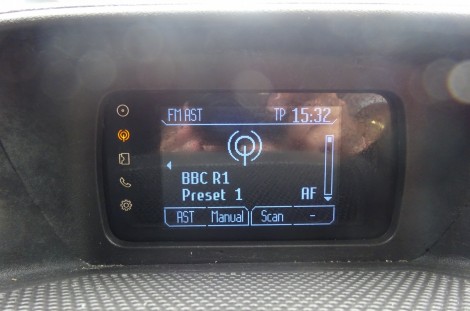 FM AST TP 15:32
BBC R1
Preset 1 AF
AST Manual Scan -